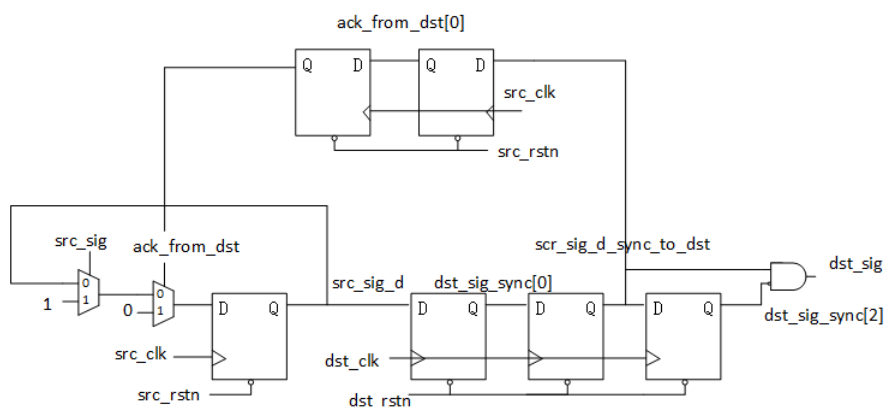 ack_from_dst[0]
Q D Q D
src_clk
src_rstn
src_sig
ack_from_dst
scr_sig_d_sync_to_dst
dst_sig
src_sig_d
dst_sig_sync[0]
0
1
1
0
0
1
D Q D Q D Q D Q
dst_sig_sync[2]
src_clk
dst_clk
src_rstn
dst_rstn